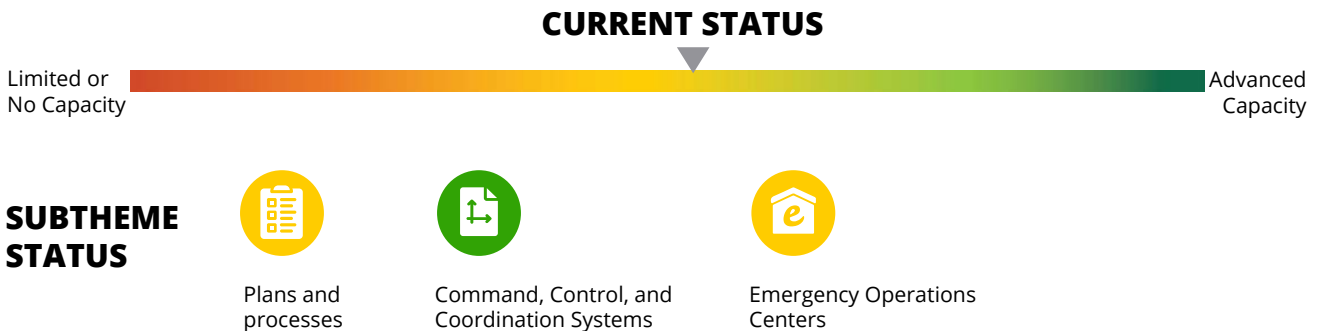 CURRENT STATUS
Limited or
No Capacity
Advanced
Capacity
SUBTHEME
STATUS
e
Plans and
processes
Command, Control, and
Coordination Systems
Emergency Operations
Centers